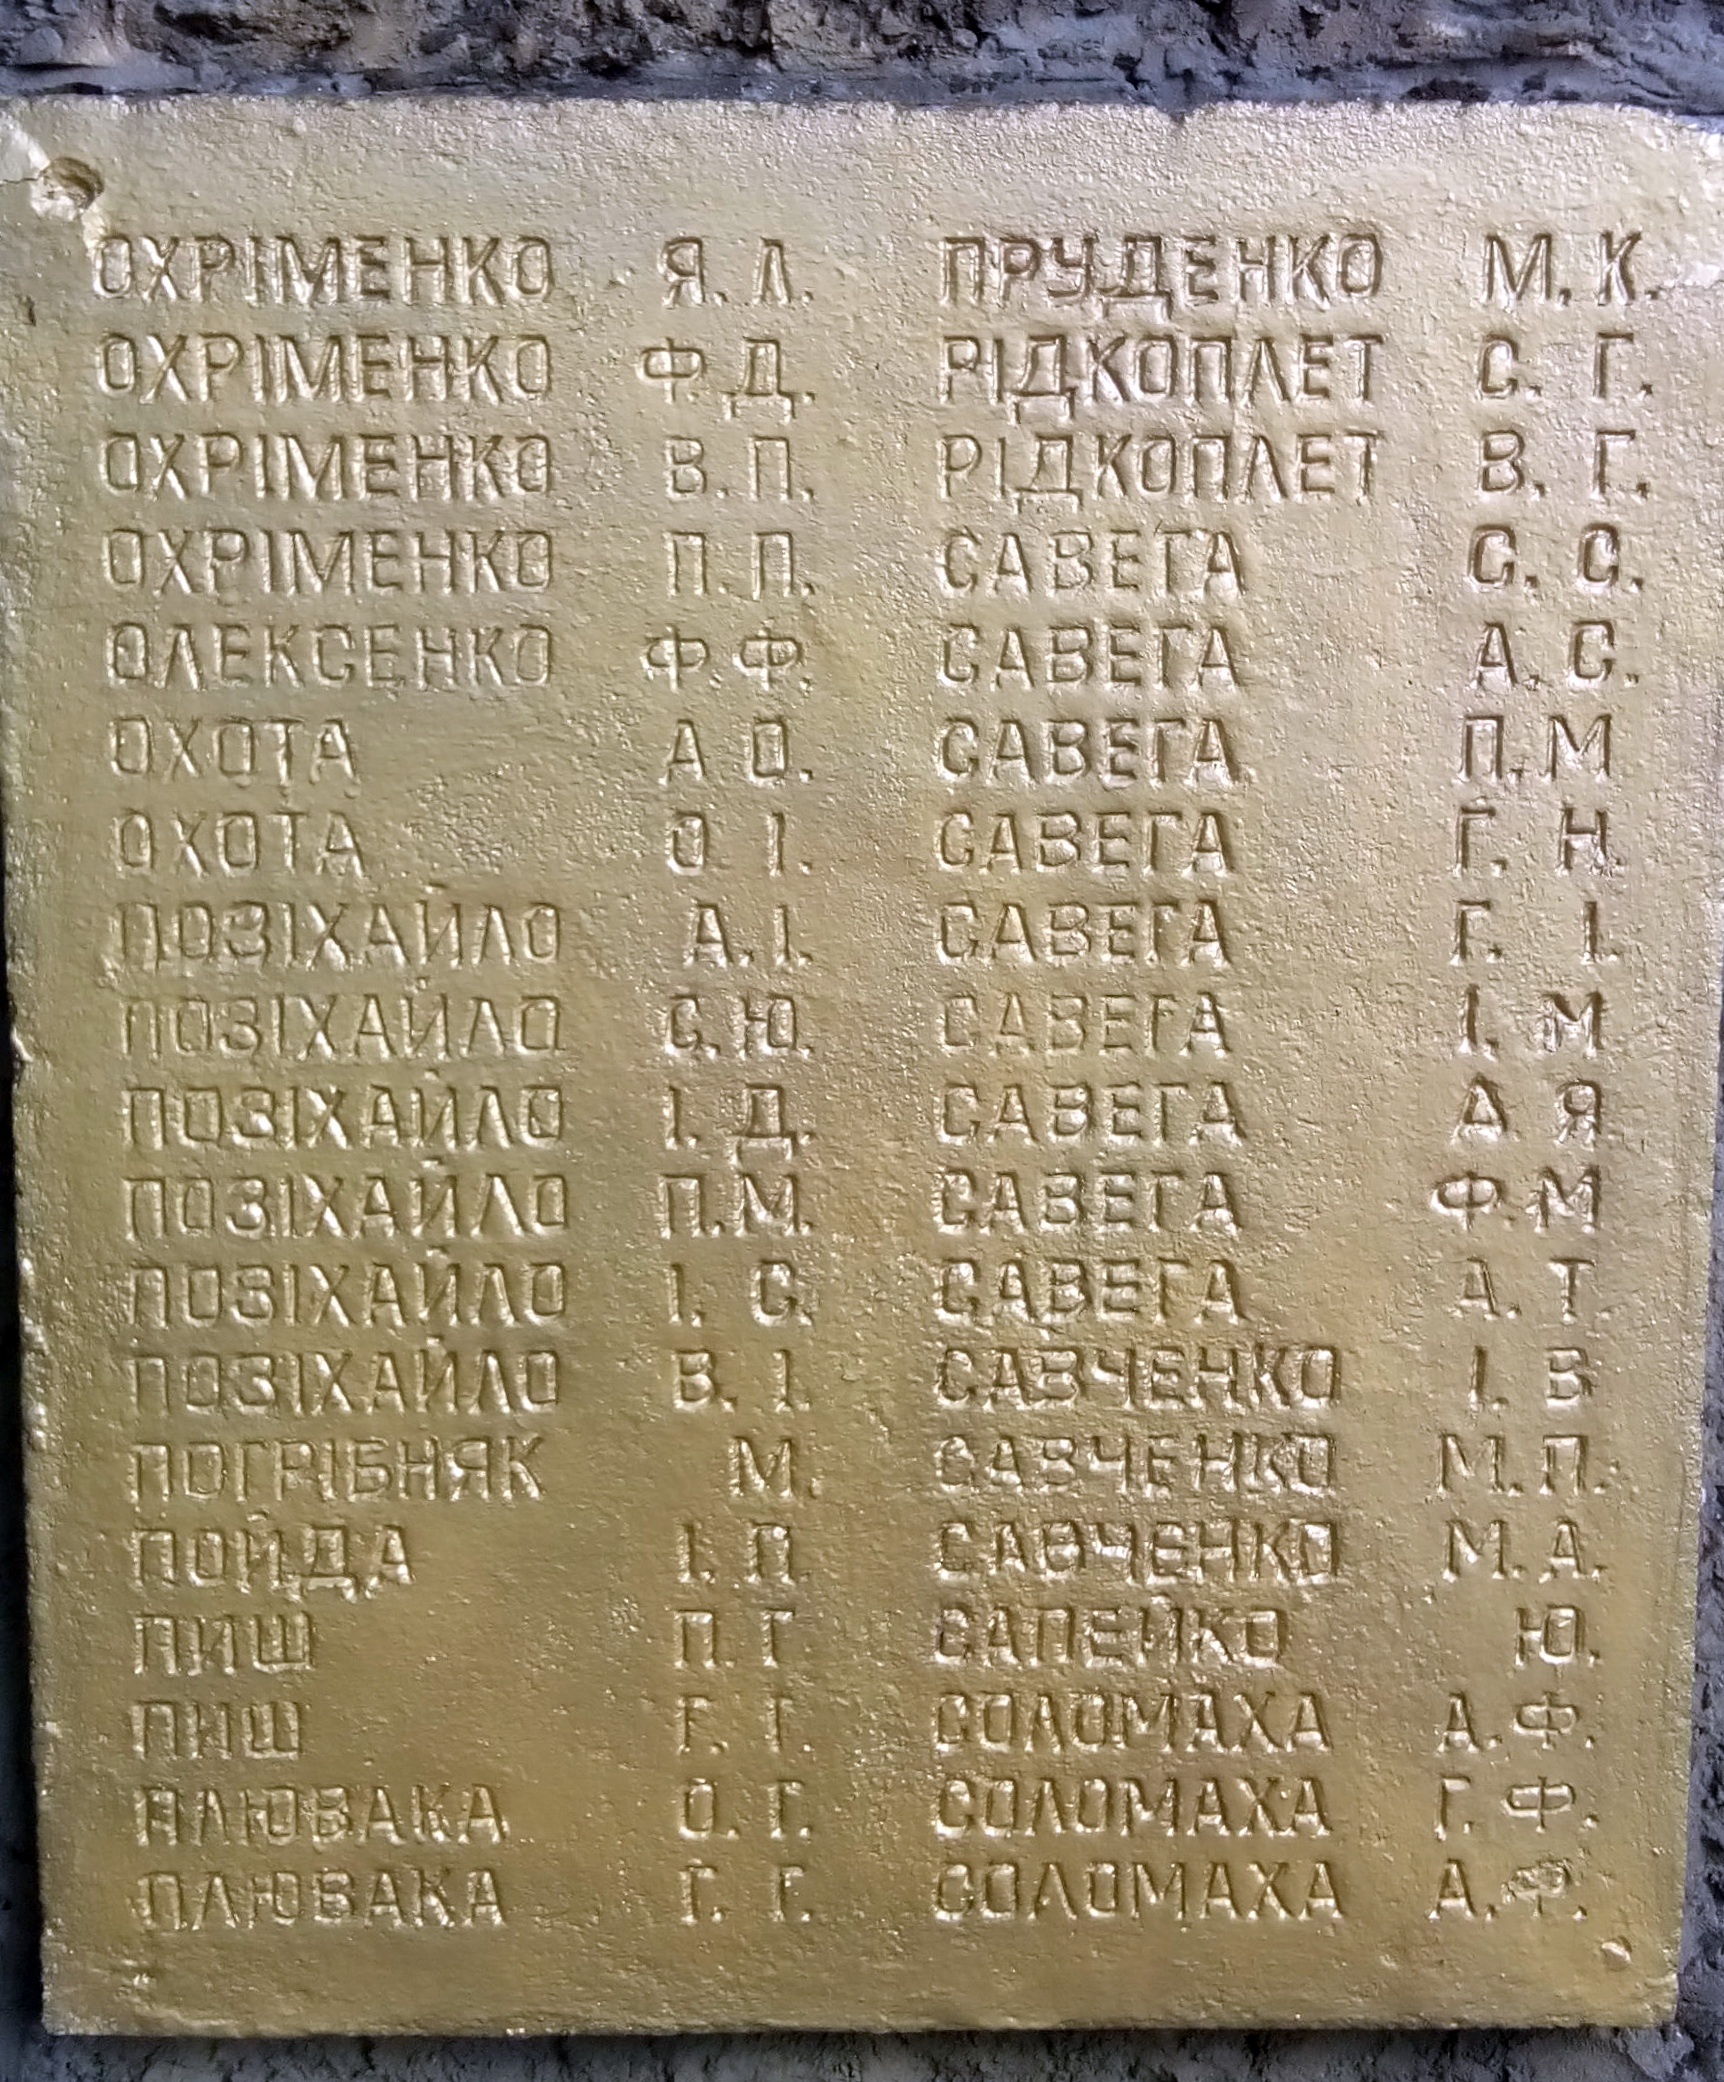 ОХРІМЕНКО Я. Л.
ОХРІМЕНКО Ф. Д.
ОХРІМЕНКО В. П.
ОХРІМЕНКО П. П.
ОЛЕКСЕНКО Ф. Ф.
ОХОТА А О.
ОХОТА О. І.
ПОЗІХАЙЛО А. І.
ПОЗІХАЙЛО С. Ю.
ПОЗІХАЙЛО І. Д.
ПОЗІХАЙЛО П. М.
ПОЗІХАЙЛО І. С.
ПОЗІХАЙЛО В. І.
ПОГРІБНЯК М.
ПОЙДА І. П.
ПИШ П. Г
ПИШ Г. Г.
ПЛЮВАКА О. Г.
ПЛЮВАКА Г. Г.
ПРУДЕНКО М. К.
РІДКОПЛЕТ С. Г.
РІДКОПЛЕТ В. Г.
САВЕГА С. С.
САВЕГА А. С.
САВЕГА П. М
САВЕГА Г. Н.
САВЕГА Г. І.
САВЕГА І. М
САВЕГА А Я
САВЕГА Ф. М
САВЕГА А. Т.
САВЧЕНКО І. В
САВЧЕНКО М. П.
САВЧЕНКО М. А.
САПЕЙКО Ю.
СОЛОМАХА А. Ф.
СОЛОМАХА Г. Ф.
СОЛОМАХА А. Ф.